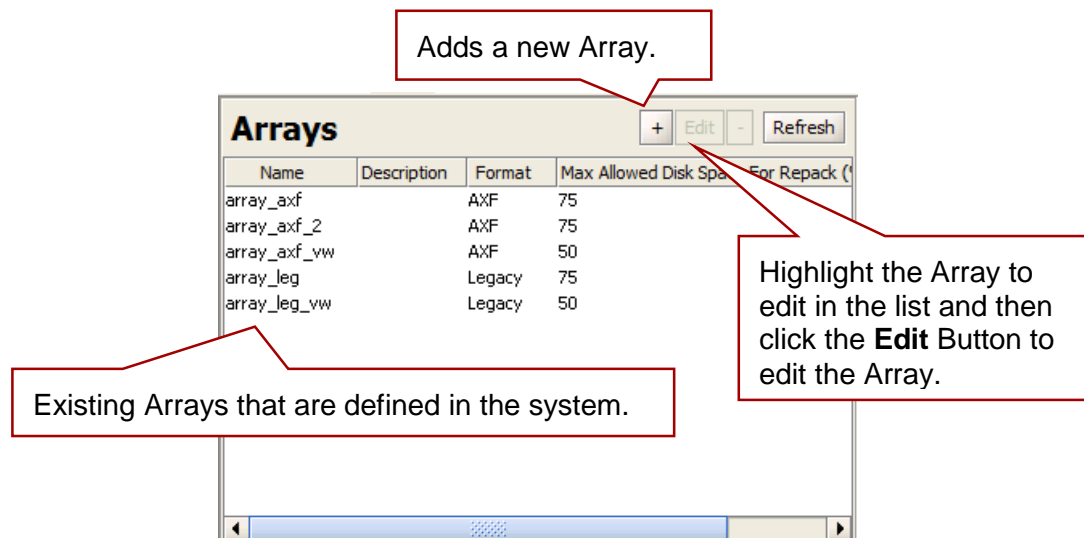 Adds a new Array.
Arrays + Edit - Refresh
Name Description Format Max Allowed Disk Spa For Repack (
array_axf AXF 75
array_axf_2 AXF 75
array_axf_vw AXF 50
array_leg Legacy 75
array_leg_vw Legacy 50
Highlight the Array to
edit in the list and then
click the Edit Button to
edit the Array.
Existing Arrays that are defined in the system.